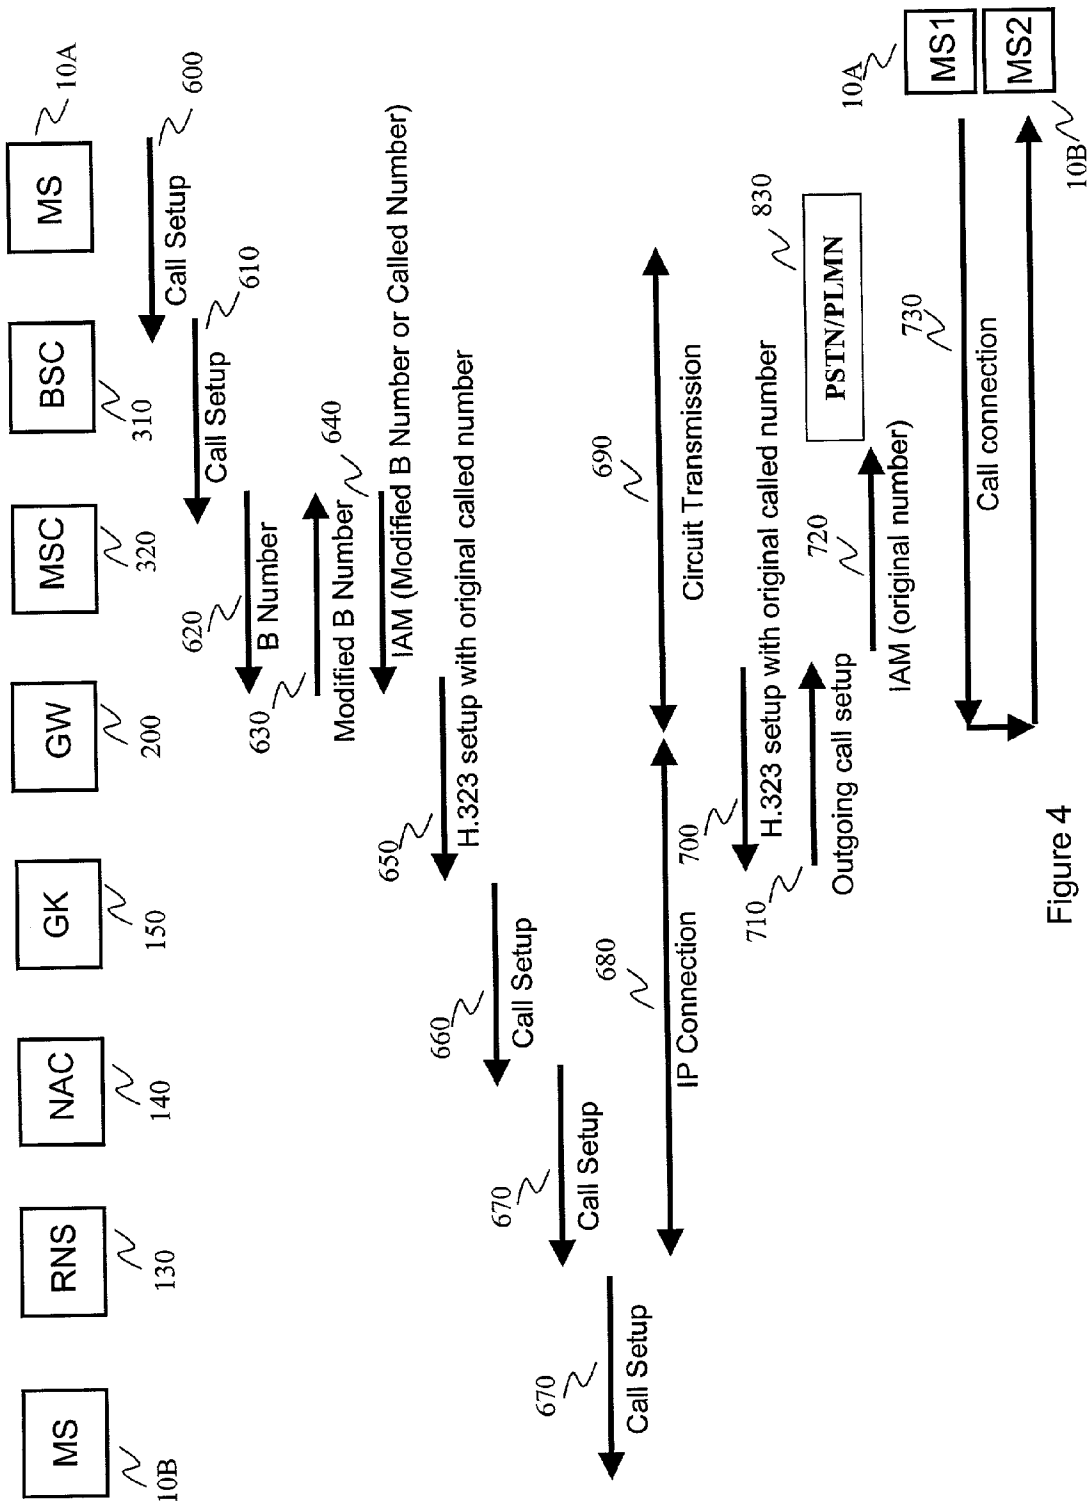 MS
RNS
NAC
GK
GW
MSC
BSC
MS
10B
130
140
150
200
320
310
10A
600
Call Setup
610
Call Setup
620
B Number
630
Modified B Number
640
IAM (Modified B Number or Called Number)
650
H.323 setup with original called number
660
Call Setup
670
Call Setup
670
Call Setup
680
IP Connection
690
Circuit Transmission
700
H.323 setup with original called number
710
Outgoing call setup
720
IAM (original number)
830
PSTN/PLMN
730
Call connection
10A
MS1
MS2
10B
Figure 4